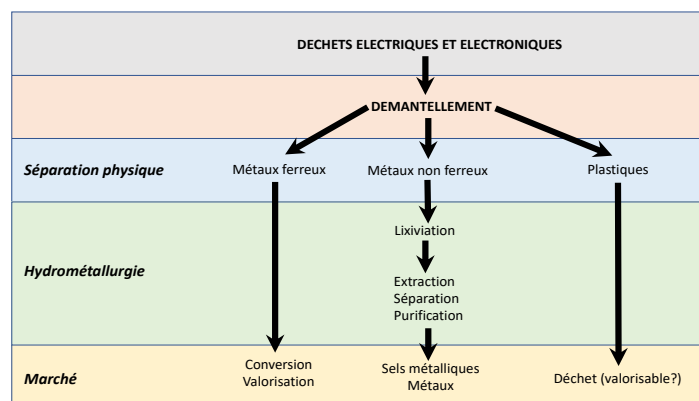 DECHETS ELECTRIQUES ET ELECTRONIQUES
DEMANTELLEMENT
Séparation physique
Métaux ferreux
Métaux non ferreux
Plastiques
Lixiviation
Hydrométallurgie
Extraction
Séparation
Purification
Marché
Conversion
Valorisation
Sels métalliques
Métaux
Déchet (valorisable?)